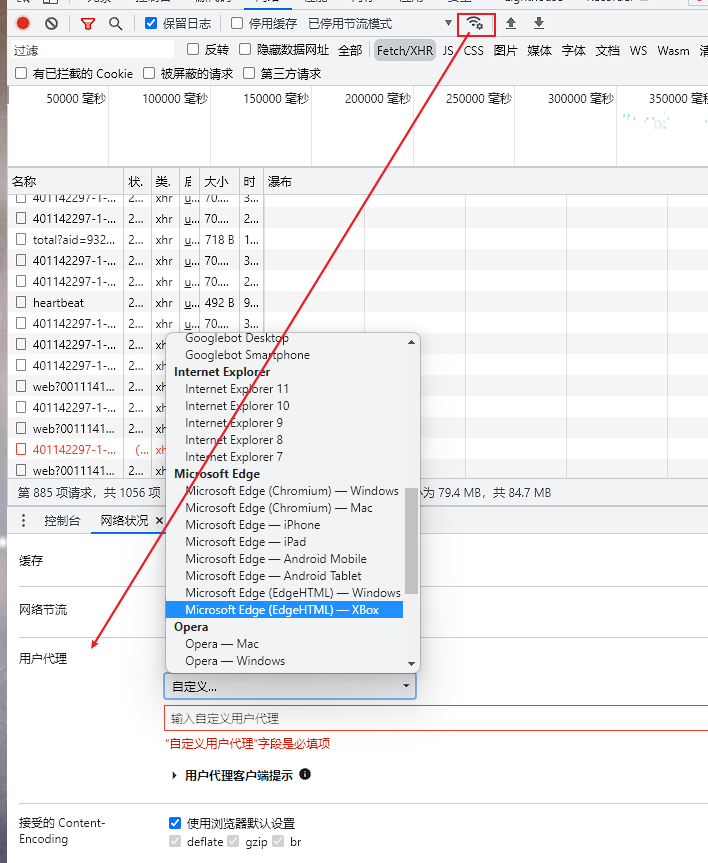 保留日志 停用缓存 已停用节流模式
过滤 反转 隐藏数据网址 全部 Fetch/XHR JS CSS 图片 媒体 字体 文档 WS Wasm
有已拦截的 Cookie 被屏蔽的请求 第三方请求
50000 毫秒 100000 毫秒 150000 毫秒 200000 毫秒 250000 毫秒 300000 毫秒 350000 毫秒
名称 状. 类. 大小 时 瀑布
401142297-1-... 2... xhr u... 70.... 3...
401142297-1-... 2... xhr u... 70.... 2...
total?aid=932... 2... xhr u... 718 B 1...
401142297-1-... 2... xhr u... 70.... 3...
401142297-1-... 2... xhr u... 70.... 2...
heartbeat 2... xhr u... 492 B 9...
401142297-1-... 2... xhr u... 70.... 3...
401142297-1-... 2...
401142297-1-... 2...
web?0011141... 2...
401142297-1-... 2...
web?0011141... 2...
401142297-1-... (...
web?0011141... 2...
Googlebot Desktop
Googlebot Smartphone
Internet Explorer
Internet Explorer 11
Internet Explorer 10
Internet Explorer 9
Internet Explorer 8
Internet Explorer 7
Microsoft Edge
Microsoft Edge (Chromium) — Windows
Microsoft Edge (Chromium) — Mac
Microsoft Edge — iPhone
Microsoft Edge — iPad
Microsoft Edge — Android Mobile
Microsoft Edge — Android Tablet
Microsoft Edge (EdgeHTML) — Windows
Microsoft Edge (EdgeHTML) — XBox
Opera
Opera — Mac
Opera — Windows
第 885 项请求，共 1056 项 为 79.4 MB，共 84.7 MB
控制台 网络状况
缓存
网络节流
用户代理
自定义...
输入自定义用户代理
“自定义用户代理”字段是必填项
用户代理客户端提示
接受的 Content-
Encoding
使用浏览器默认设置
deflate gzip br